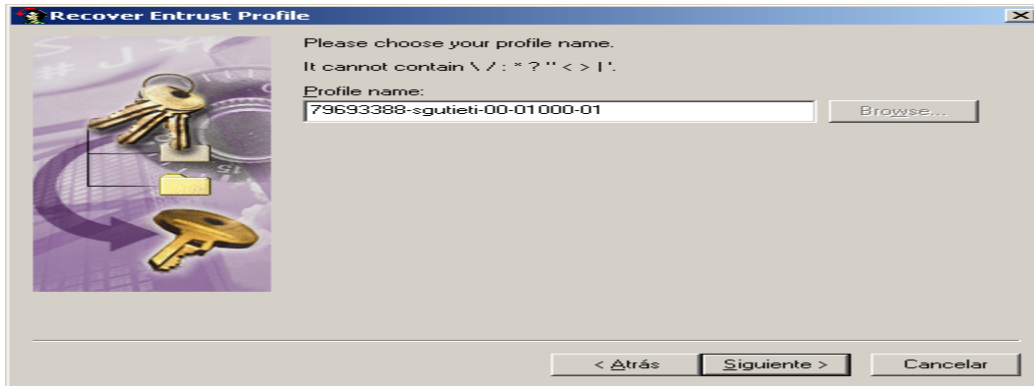 Recover Entrust Profile
Please choose your profile name.
It cannot contain \ / : * ? " < > | '.
Profile name:
79693388-sgutieti-00-01000-01
Browse...
< Atrás
Siguiente >
Cancelar